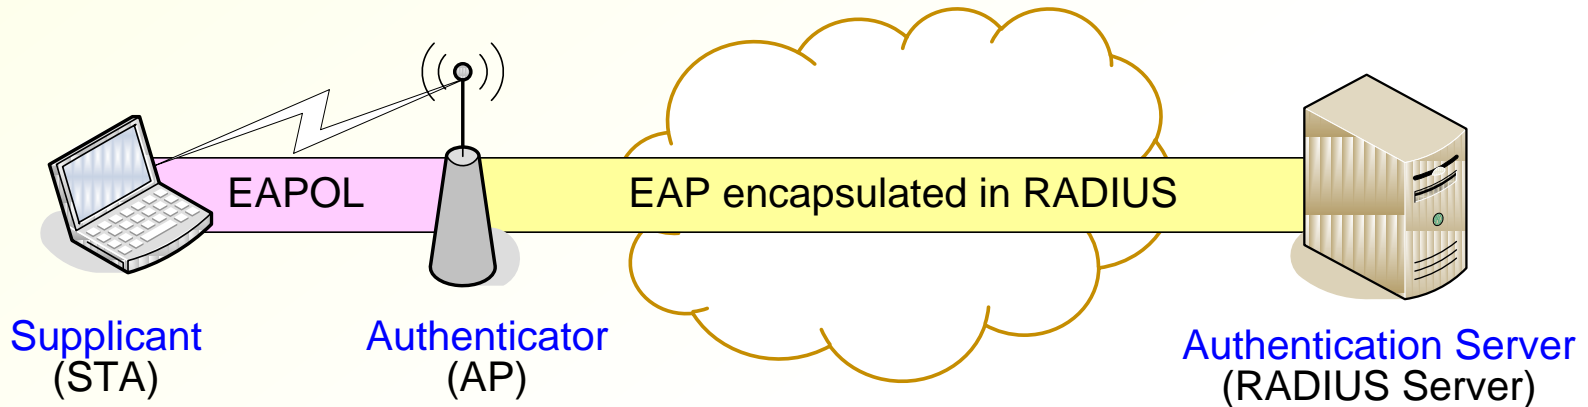 EAPOL
EAP encapsulated in RADIUS
Supplicant
(STA)
Authenticator
(AP)
Authentication Server
(RADIUS Server)